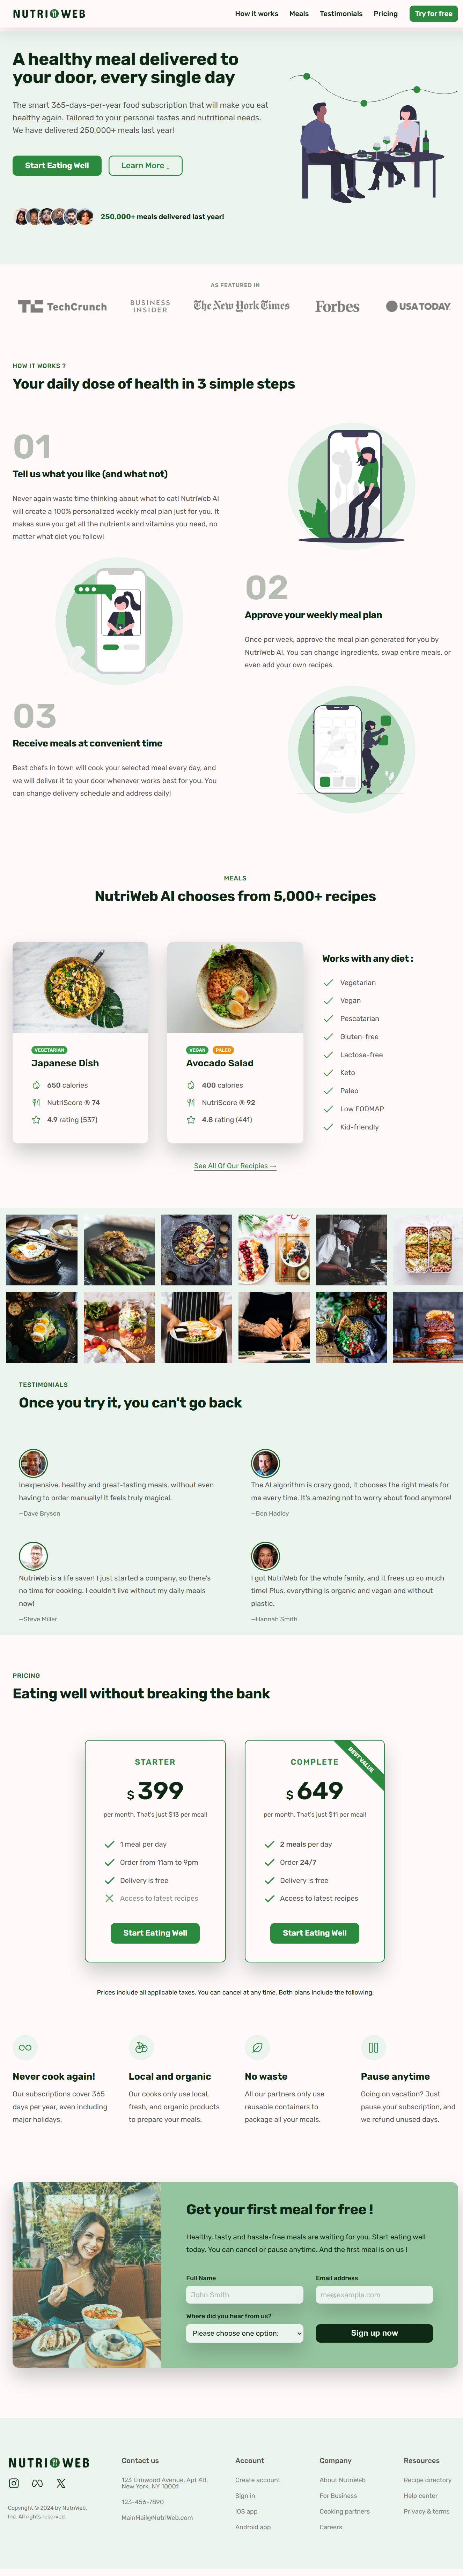 NUTRI WEB
How it works
Meals
Testimonials
Pricing
Try for free
A healthy meal delivered to
your door, every single day
The smart 365-days-per-year food subscription that will make you eat
healthy again. Tailored to your personal tastes and nutritional needs.
We have delivered 250,000+ meals last year!
Start Eating Well
Learn More ↓
250,000+ meals delivered last year!
AS FEATURED IN
TechCrunch
BUSINESS
INSIDER
The New York Times
Forbes
USA TODAY
HOW IT WORKS ?
Your daily dose of health in 3 simple steps
01
Tell us what you like (and what not)
Never again waste time thinking about what to eat! NutriWeb AI
will create a 100% personalized weekly meal plan just for you. It
makes sure you get all the nutrients and vitamins you need, no
matter what diet you follow!
02
Approve your weekly meal plan
Once per week, approve the meal plan generated for you by
NutriWeb AI. You can change ingredients, swap entire meals, or
even add your own recipes.
03
Receive meals at convenient time
Best chefs in town will cook your selected meal every day, and
we will deliver it to your door whenever works best for you. You
can change delivery schedule and address daily!
MEALS
NutriWeb AI chooses from 5,000+ recipes
VEGETARIAN
Japanese Dish
650 calories
NutriScore ® 74
4.9 rating (537)
VEGAN
PALEO
Avocado Salad
400 calories
NutriScore ® 92
4.8 rating (441)
Works with any diet :
Vegetarian
Vegan
Pescatarian
Gluten-free
Lactose-free
Keto
Paleo
Low FODMAP
Kid-friendly
See All Of Our Recipies →
TESTIMONIALS
Once you try it, you can't go back
Inexpensive, healthy and great-tasting meals, without even
having to order manually! It feels truly magical.
—Dave Bryson
The AI algorithm is crazy good, it chooses the right meals for
me every time. It's amazing not to worry about food anymore!
—Ben Hadley
NutriWeb is a life saver! I just started a company, so there's
no time for cooking. I couldn't live without my daily meals
now!
—Steve Miller
I got NutriWeb for the whole family, and it frees up so much
time! Plus, everything is organic and vegan and without
plastic.
—Hannah Smith
PRICING
Eating well without breaking the bank
STARTER
$ 399
per month. That's just $13 per meal!
1 meal per day
Order from 11am to 9pm
Delivery is free
Access to latest recipes
Start Eating Well
BEST VALUE
COMPLETE
$ 649
per month. That's just $11 per meal!
2 meals per day
Order 24/7
Delivery is free
Access to latest recipes
Start Eating Well
Prices include all applicable taxes. You can cancel at any time. Both plans include the following:
Never cook again!
Our subscriptions cover 365
days per year, even including
major holidays.
Local and organic
Our cooks only use local,
fresh, and organic products
to prepare your meals.
No waste
All our partners only use
reusable containers to
package all your meals.
Pause anytime
Going on vacation? Just
pause your subscription, and
we refund unused days.
Get your first meal for free !
Healthy, tasty and hassle-free meals are waiting for you. Start eating well
today. You can cancel or pause anytime. And the first meal is on us !
Full Name
John Smith
Email address
me@example.com
Where did you hear from us?
Please choose one option:
Sign up now
NUTRI WEB
Copyright © 2024 by NutriWeb,
Inc. All rights reserved.
Contact us
123 Elmwood Avenue, Apt 4B,
New York, NY 10001
123-456-7890
MainMail@NutriWeb.com
Account
Create account
Sign in
iOS app
Android app
Company
About NutriWeb
For Business
Cooking partners
Careers
Resources
Recipe directory
Help center
Privacy & terms